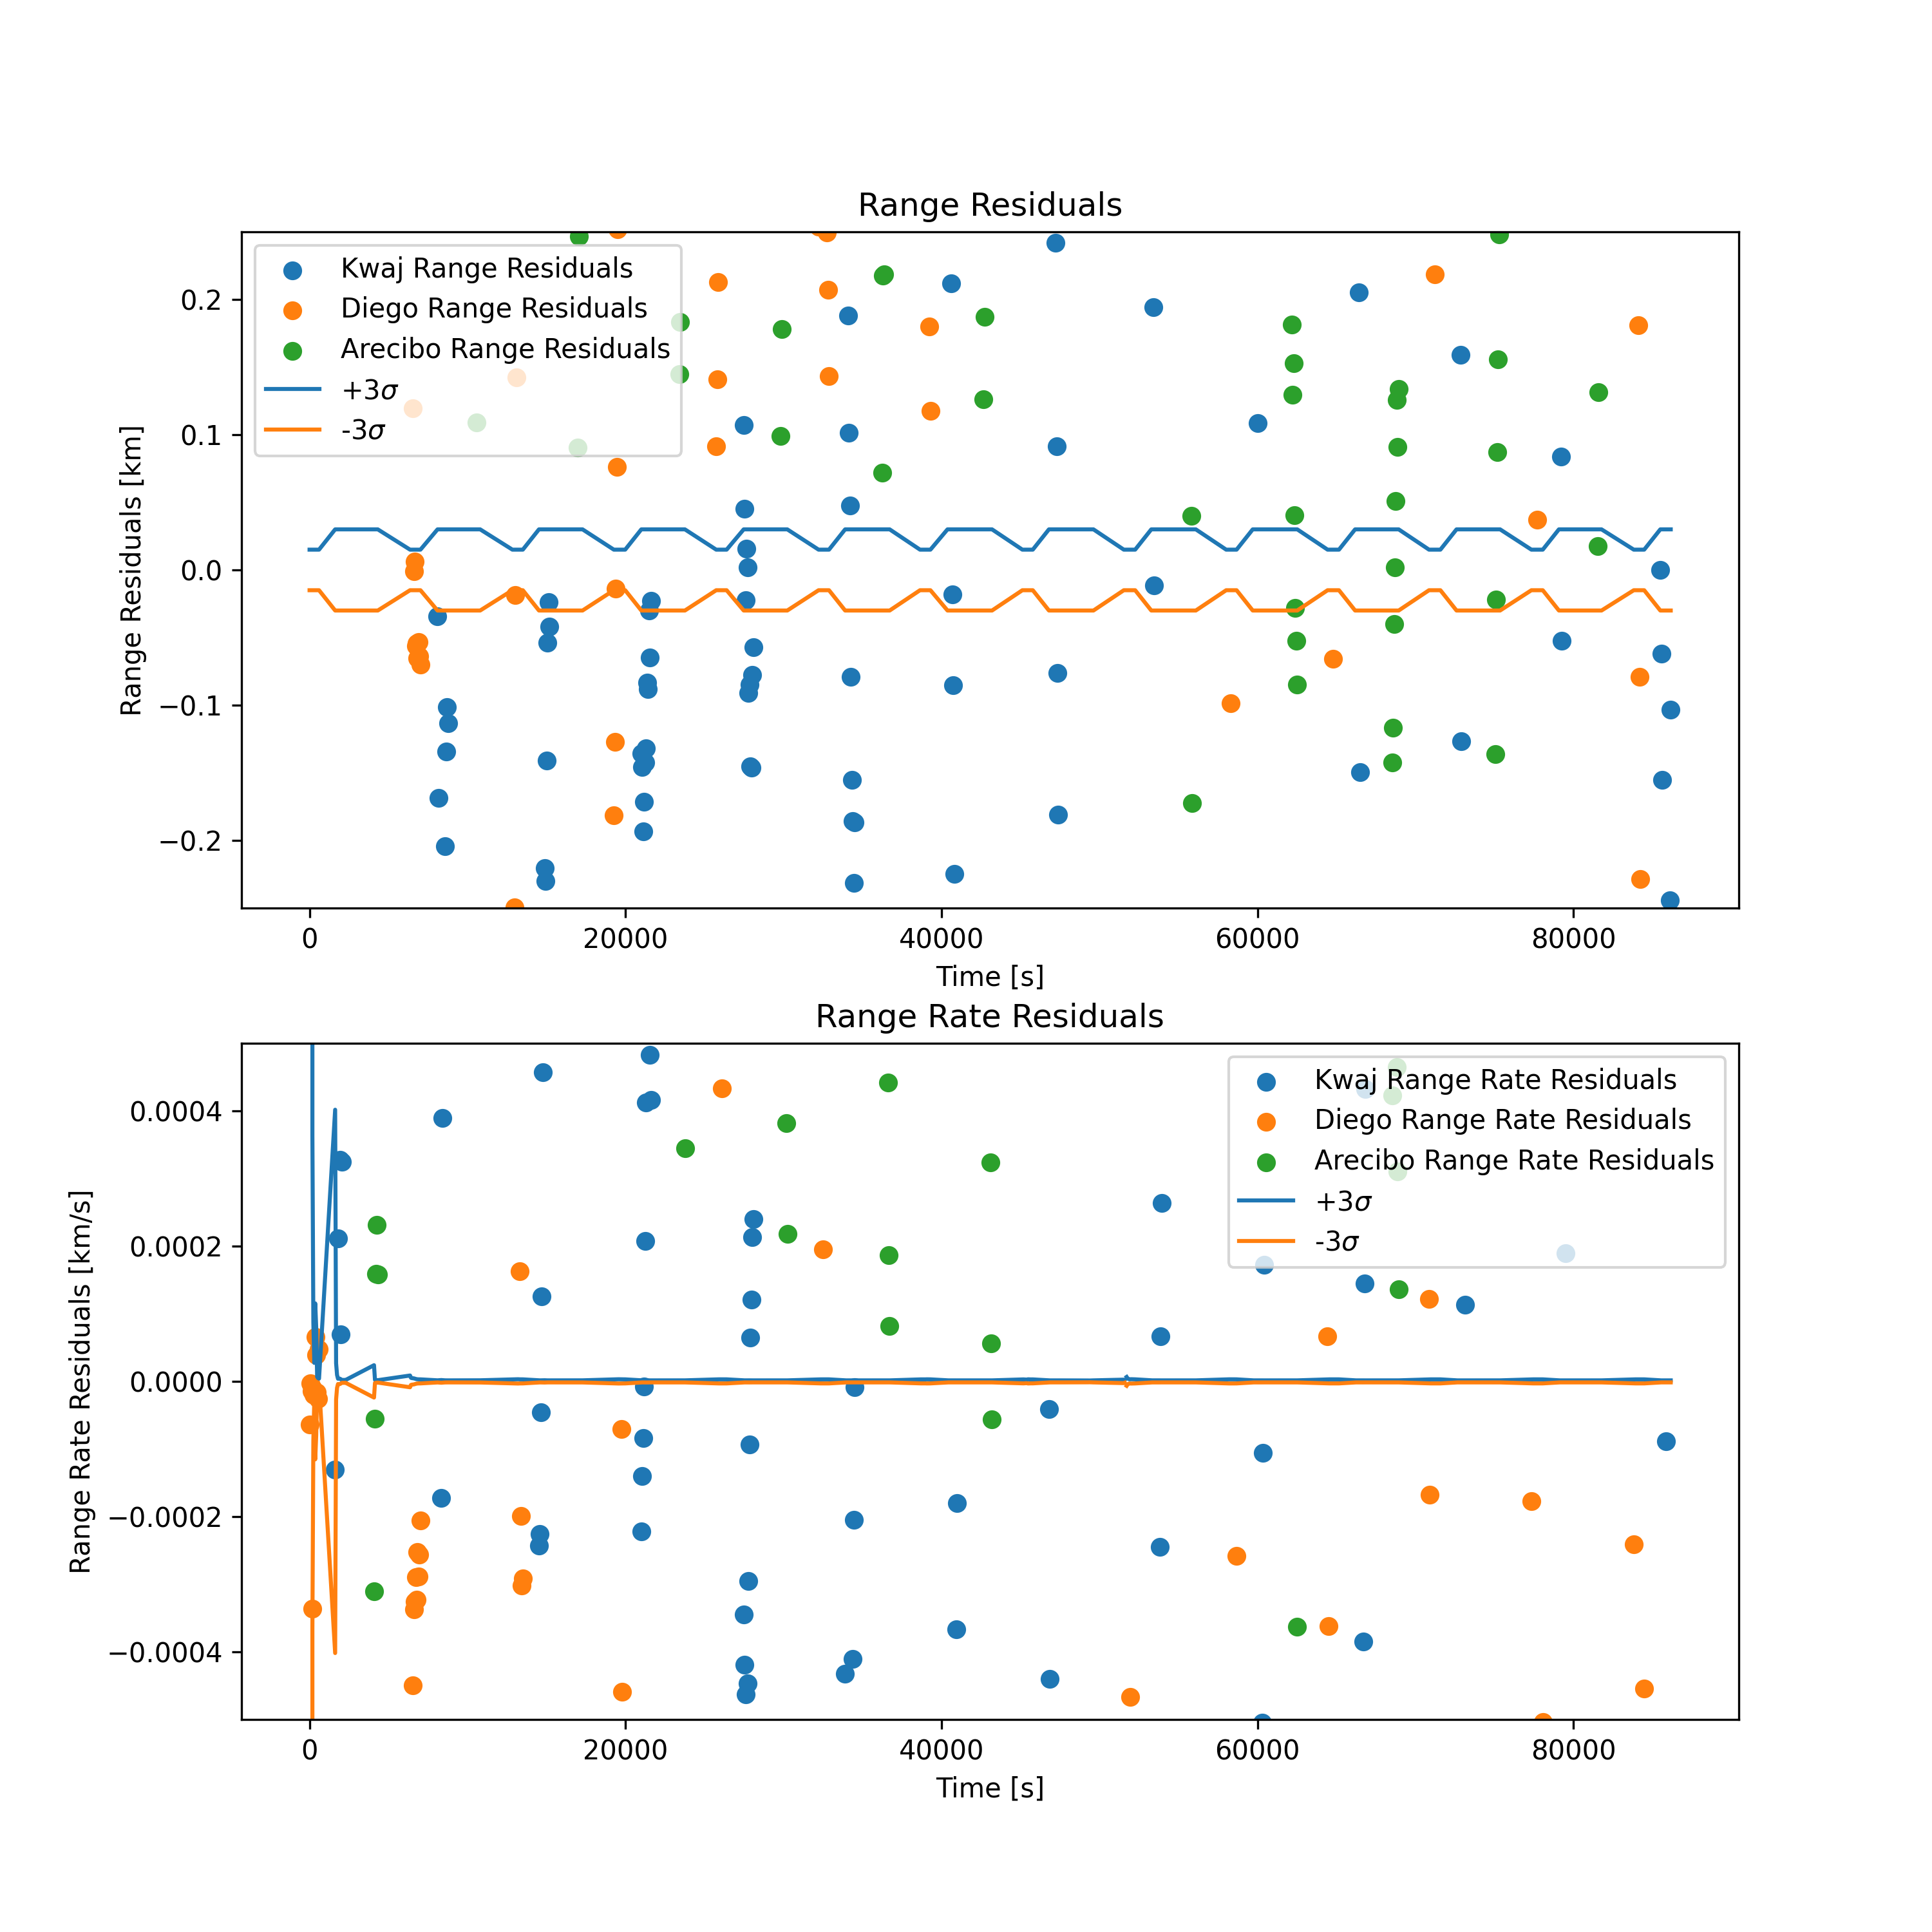 Range Residuals
Kwaj Range Residuals
Diego Range Residuals
Arecibo Range Residuals
+3σ
-3σ
Range Residuals [km]
0.2
0.1
0.0
−0.1
−0.2
0 20000 40000 60000 80000
Time [s]
Range Rate Residuals
Kwaj Range Rate Residuals
Diego Range Rate Residuals
Arecibo Range Rate Residuals
+3σ
-3σ
Range Rate Residuals [km/s]
0.0004
0.0002
0.0000
−0.0002
−0.0004
0 20000 40000 60000 80000
Time [s]